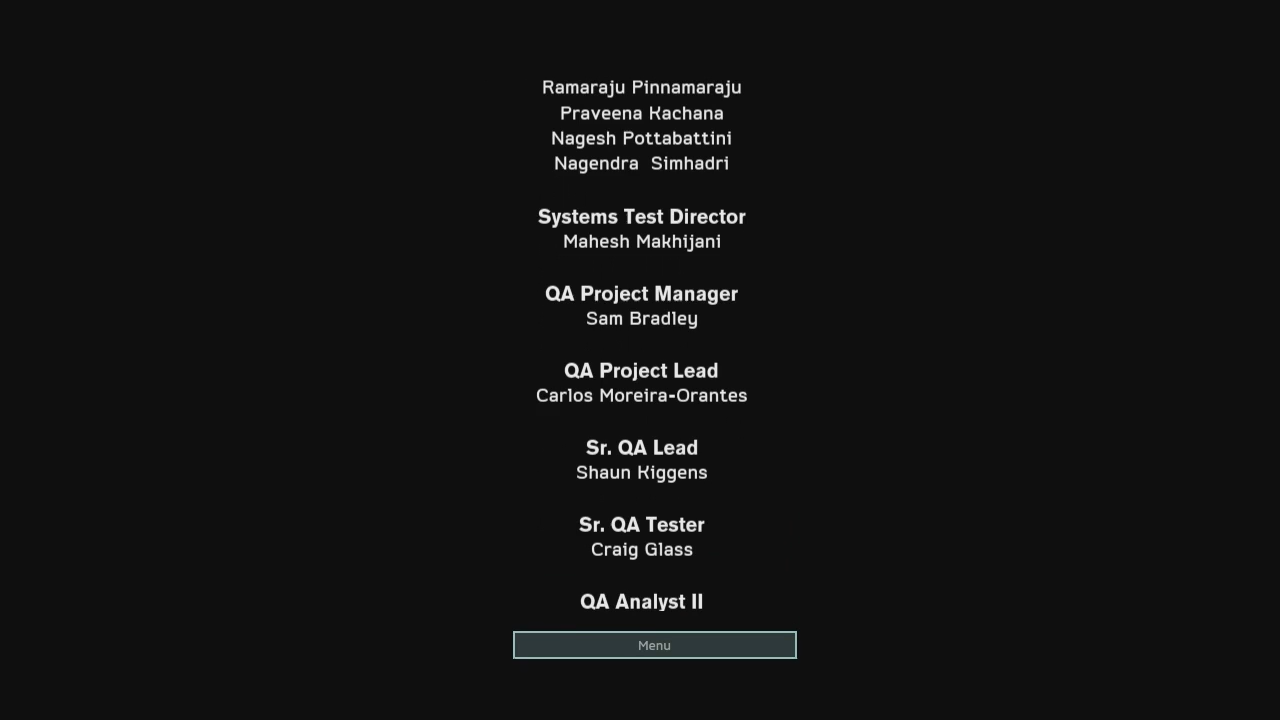 Ramaraju Pinnamaraju
Praveena Kachana
Nagesh Pottabattini
Nagendra  Simhadri
Systems Test Director
Mahesh Makhijani
QA Project Manager
Sam Bradley
QA Project Lead
Carlos Moreira-Orantes
Sr. QA Lead
Shaun Kiggens
Sr. QA Tester
Craig Glass
QA Analyst II
Menu